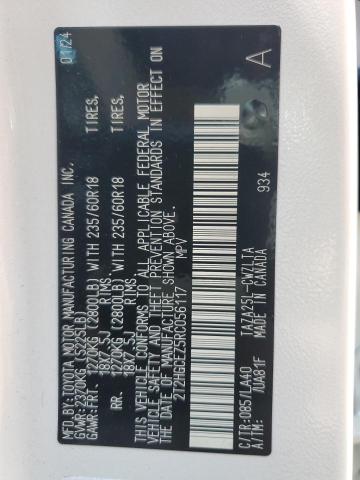 MFD.BY:TOYOTA MOTOR MANUFACTURING CANADA INC. 01/24
GVWR:2370KG (5225LB)
GAWR:FRT. 1270KG (2800LB) WITH 235/60R18 TIRES,
18X7.5J RIMS,
RR. 1270KG (2800LB) WITH 235/60R18 TIRES,
18X7.5J RIMS,
THIS VEHICLE CONFORMS TO ALL APPLICABLE FEDERAL MOTOR
VEHICLE SAFETY AND THEFT PREVENTION STANDARDS IN EFFECT ON
THE DATE OF MANUFACTURE SHOWN ABOVE.
2T2HGCEZ5RC056117 MPV
C/TR:085/LA40 TAZA25L-CWZLTA A
A/TM: /UA81F MADE IN CANADA 934